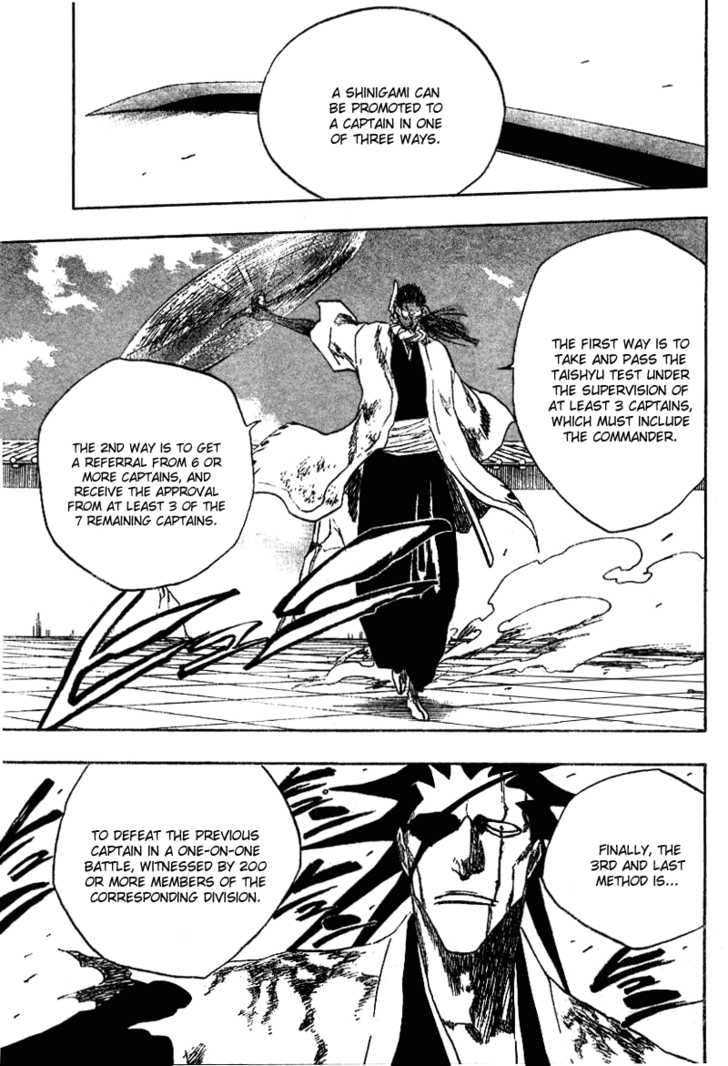 A SHINIGAMI CAN
BE PROMOTED TO
A CAPTAIN IN ONE
OF THREE WAYS.
THE FIRST WAY IS TO
TAKE AND PASS THE
TAISHYU TEST UNDER
THE SUPERVISION OF
AT LEAST 3 CAPTAINS,
WHICH MUST INCLUDE
THE COMMANDER.
THE 2ND WAY IS TO GET
A REFERRAL FROM 6 OR
MORE CAPTAINS, AND
RECEIVE THE APPROVAL
FROM AT LEAST 3 OF THE
7 REMAINING CAPTAINS.
FINALLY, THE
3RD AND LAST
METHOD IS...
TO DEFEAT THE PREVIOUS
CAPTAIN IN A ONE-ON-ONE
BATTLE, WITNESSED BY 200
OR MORE MEMBERS OF THE
CORRESPONDING DIVISION.